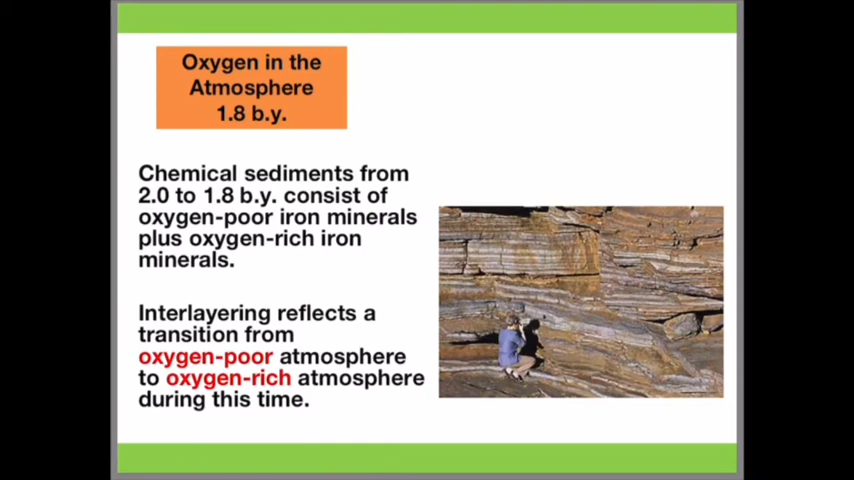 Oxygen in the
Atmosphere
1.8 b.y.
Chemical sediments from
2.0 to 1.8 b.y. consist of
oxygen-poor iron minerals
plus oxygen-rich iron
minerals.
Interlayering reflects a
transition from
oxygen-poor atmosphere
to oxygen-rich atmosphere
during this time.